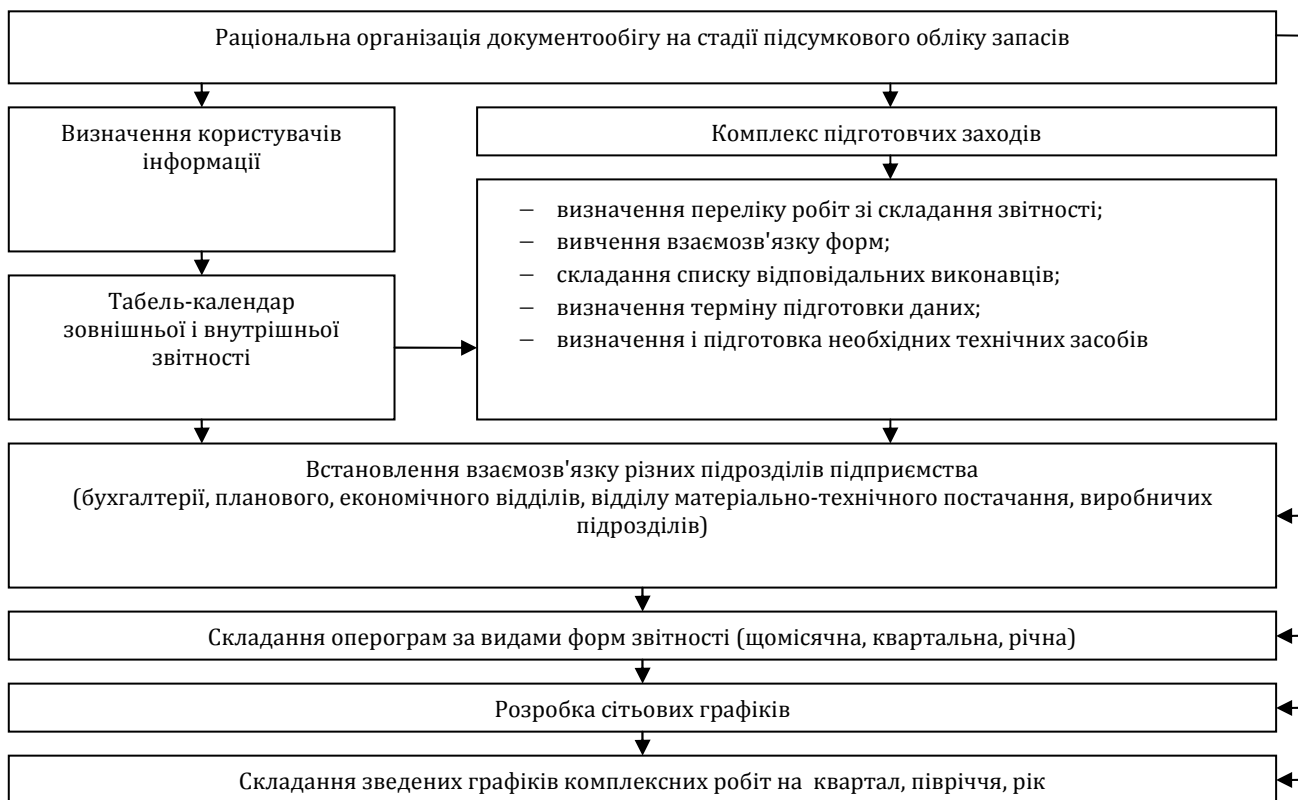 Раціональна організація документообігу на стадії підсумкового обліку запасів
Визначення користувачів
інформації
Комплекс підготовчих заходів
– визначення переліку робіт зі складання звітності;
– вивчення взаємозв'язку форм;
– складання списку відповідальних виконавців;
– визначення терміну підготовки даних;
– визначення і підготовка необхідних технічних засобів
Табель-календар
зовнішньої і внутрішньої
звітності
Встановлення взаємозв'язку різних підрозділів підприємства
(бухгалтерії, планового, економічного відділів, відділу матеріально-технічного постачання, виробничих
підрозділів)
Складання оперограм за видами форм звітності (щомісячна, квартальна, річна)
Розробка сітьових графіків
Складання зведених графіків комплексних робіт на квартал, півріччя, рік